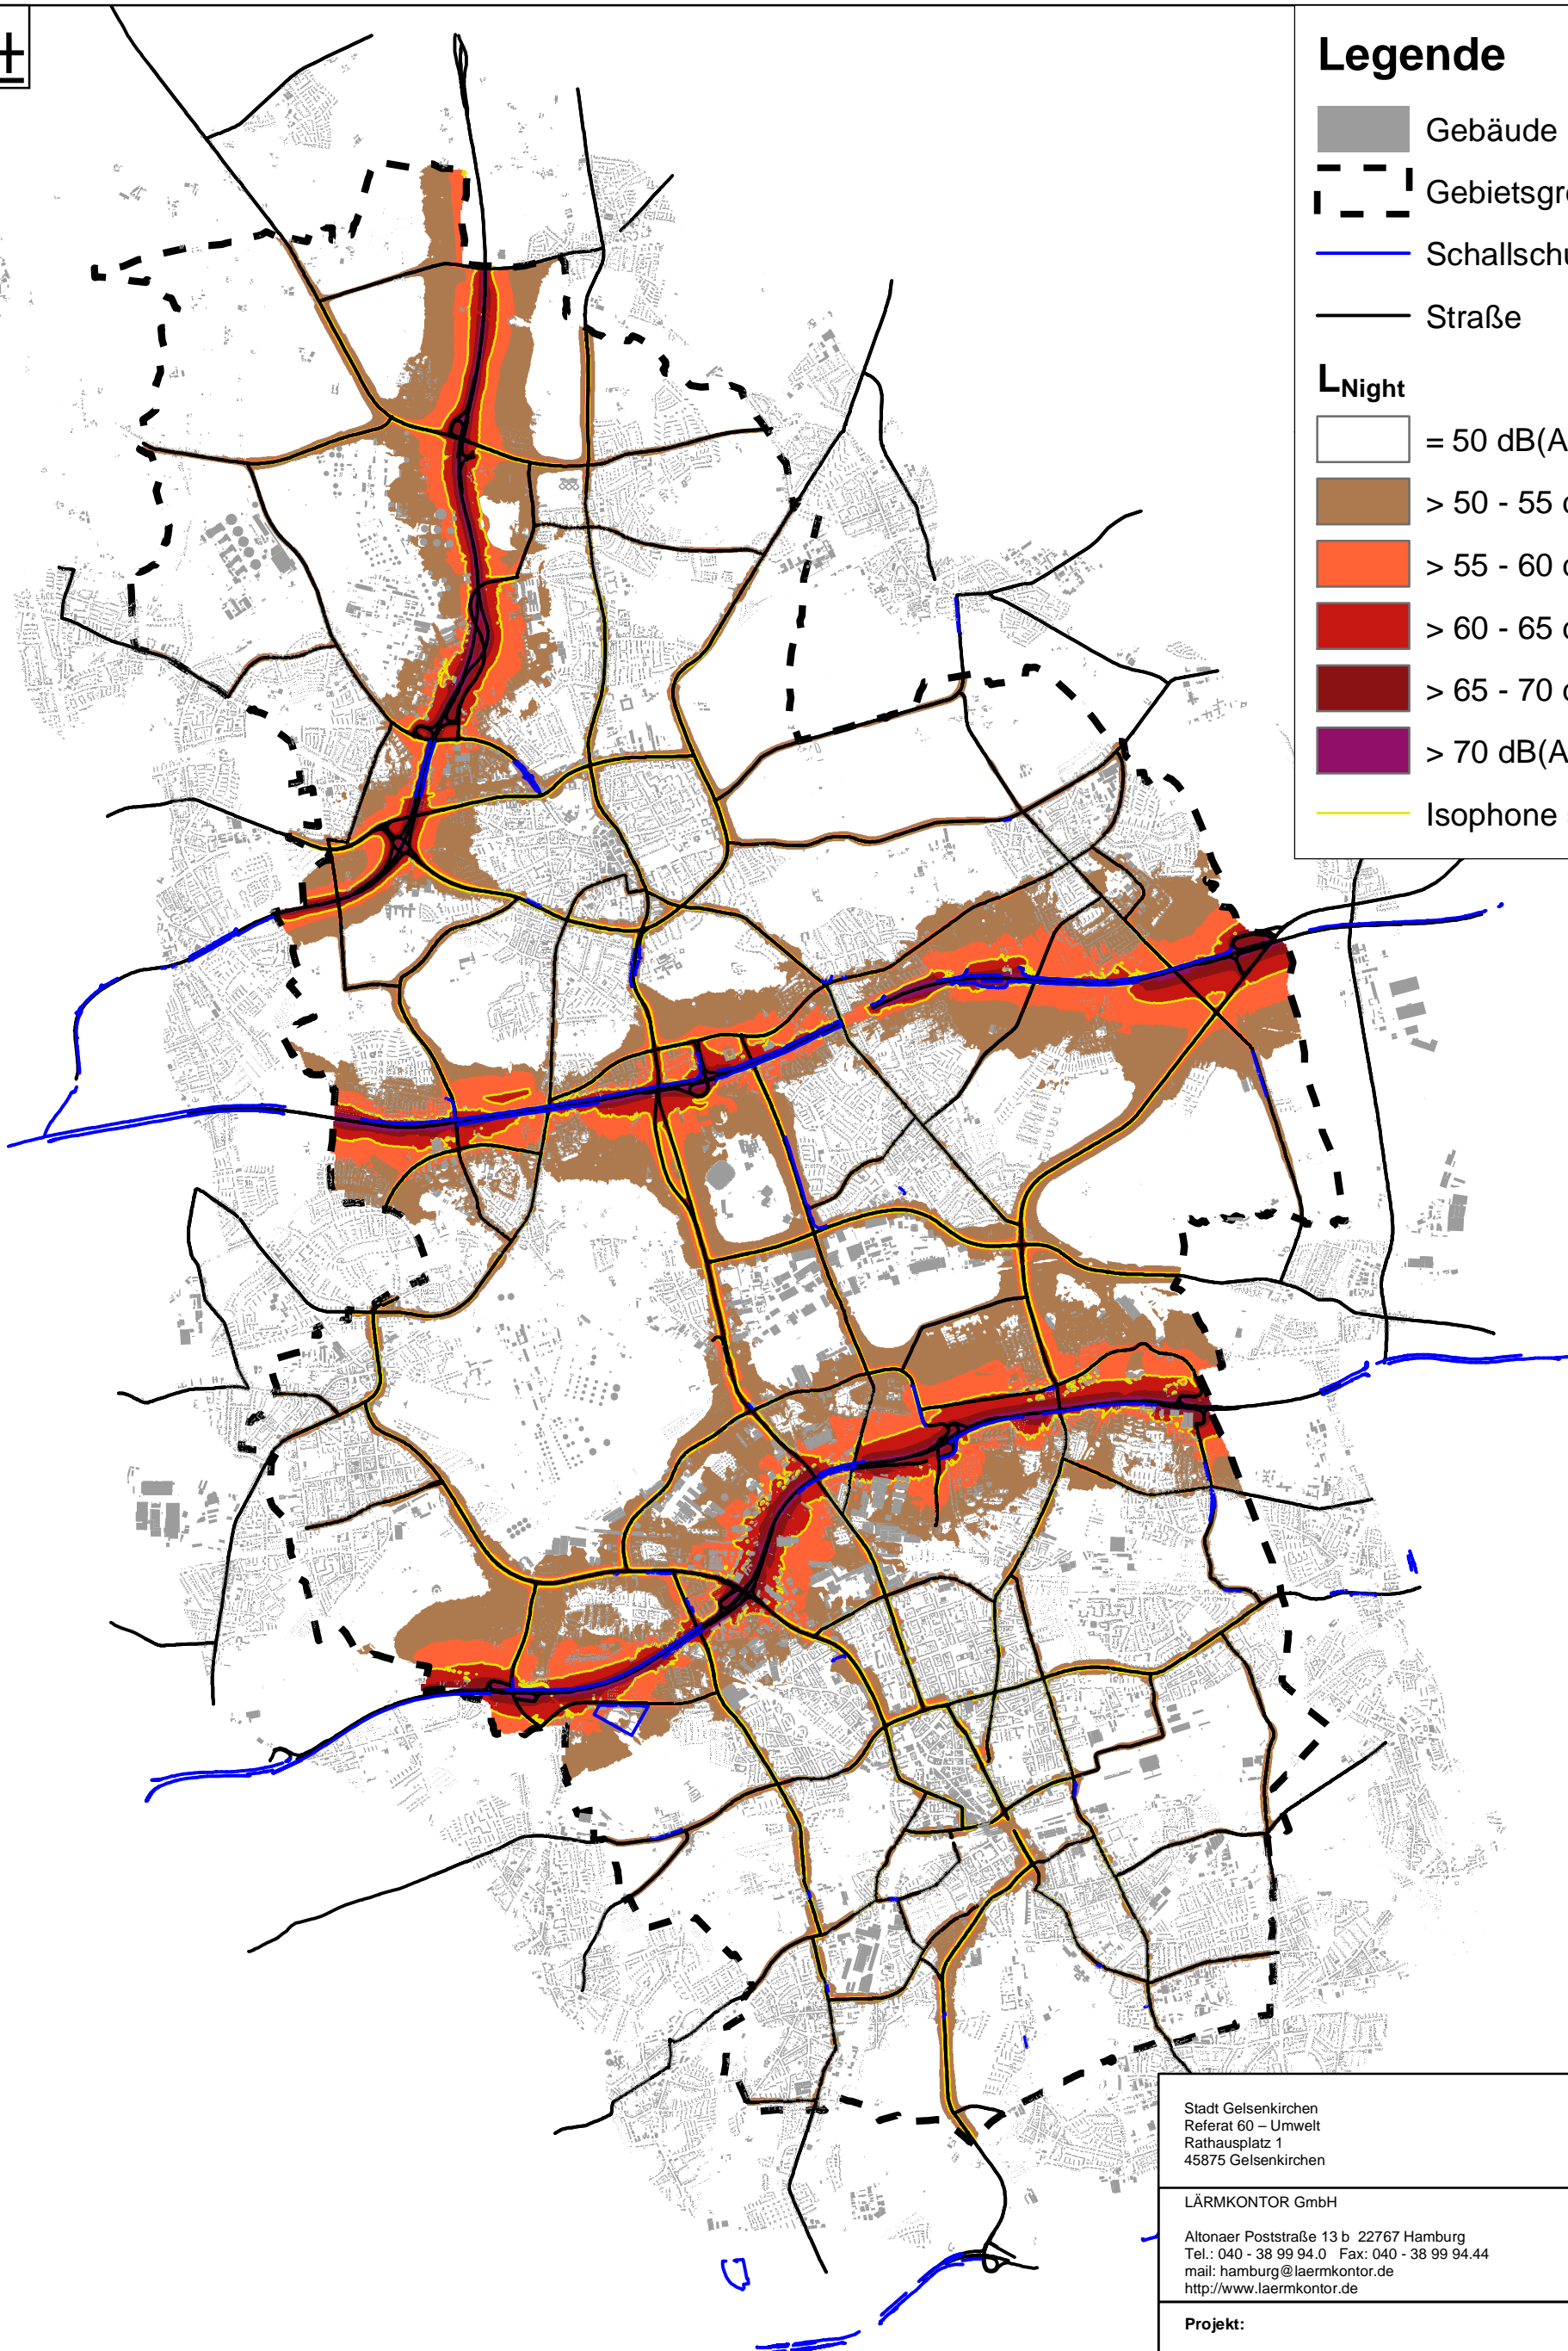 Legende
Gebäude
Gebietsgre
Schallschu
Straße
LNight
= 50 dB(A
> 50 - 55 d
> 55 - 60 d
> 60 - 65 d
> 65 - 70 d
> 70 dB(A
Isophone
Stadt Gelsenkirchen
Referat 60 – Umwelt
Rathausplatz 1
45875 Gelsenkirchen
LÄRMKONTOR GmbH
Altonaer Poststraße 13 b 22767 Hamburg
Tel.: 040 - 38 99 94.0 Fax: 040 - 38 99 94.44
mail: hamburg@laermkontor.de
http://www.laermkontor.de
Projekt: